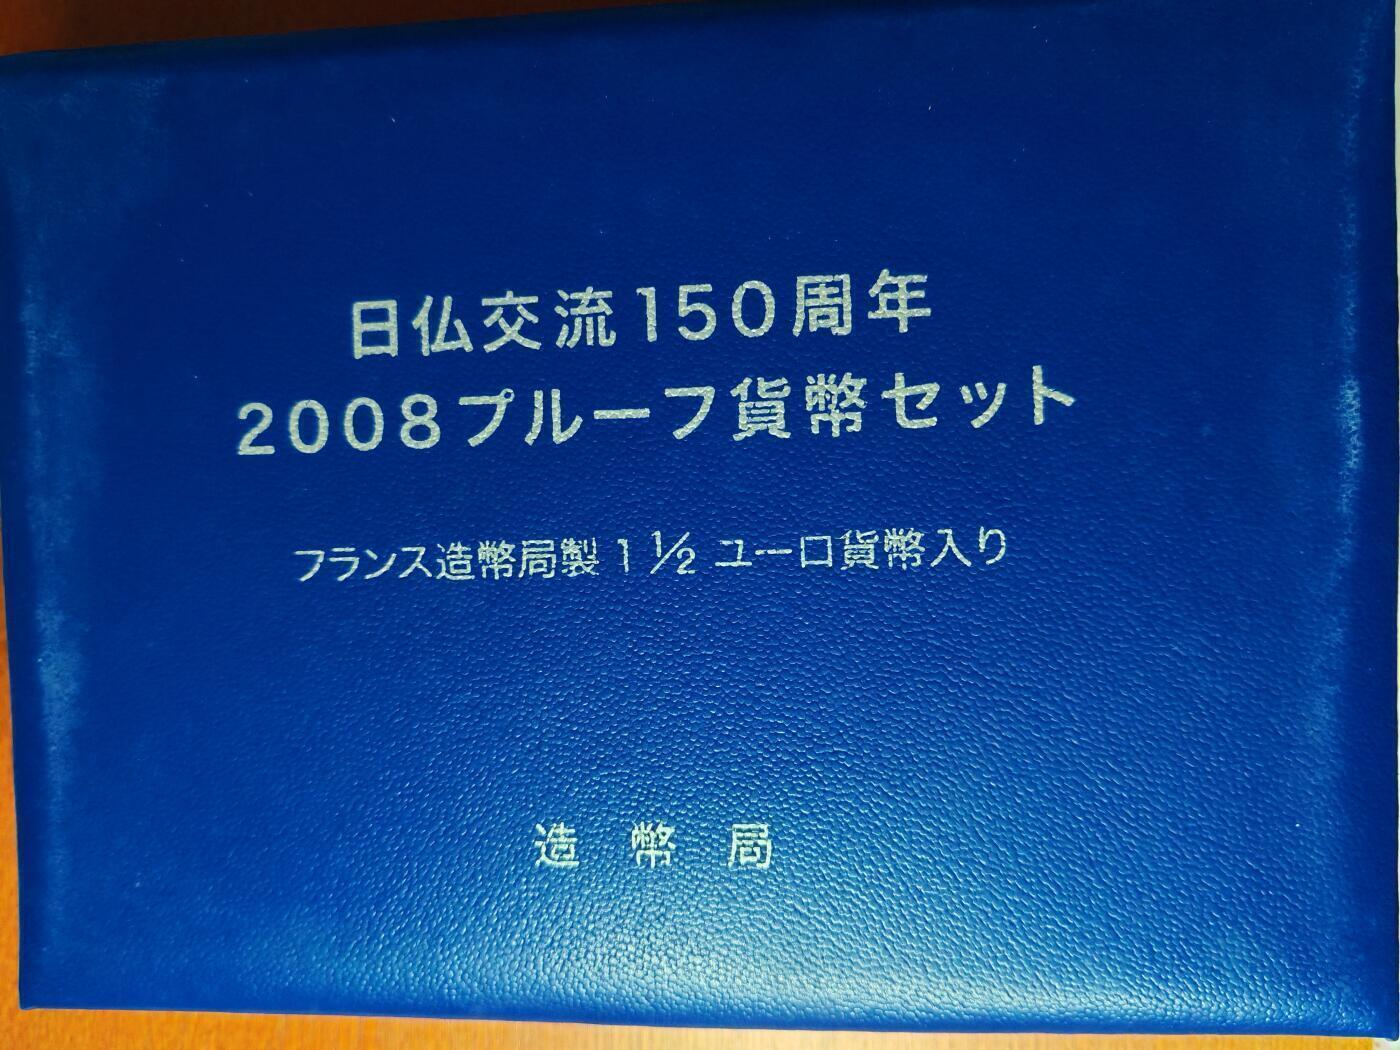 日仏交流150周年
2008プルーフ貨幣セット
フランス造幣局製 1 ½ ユーロ貨幣入り
造幣局